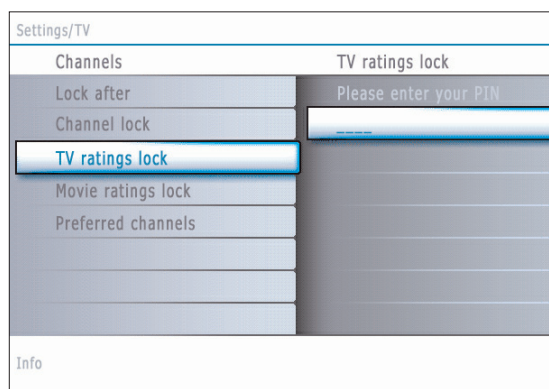 Settings/TV
Channels
TV ratings lock
Lock after
Please enter your PIN
Channel lock
_ _ _ _
TV ratings lock
Movie ratings lock
Preferred channels
Info